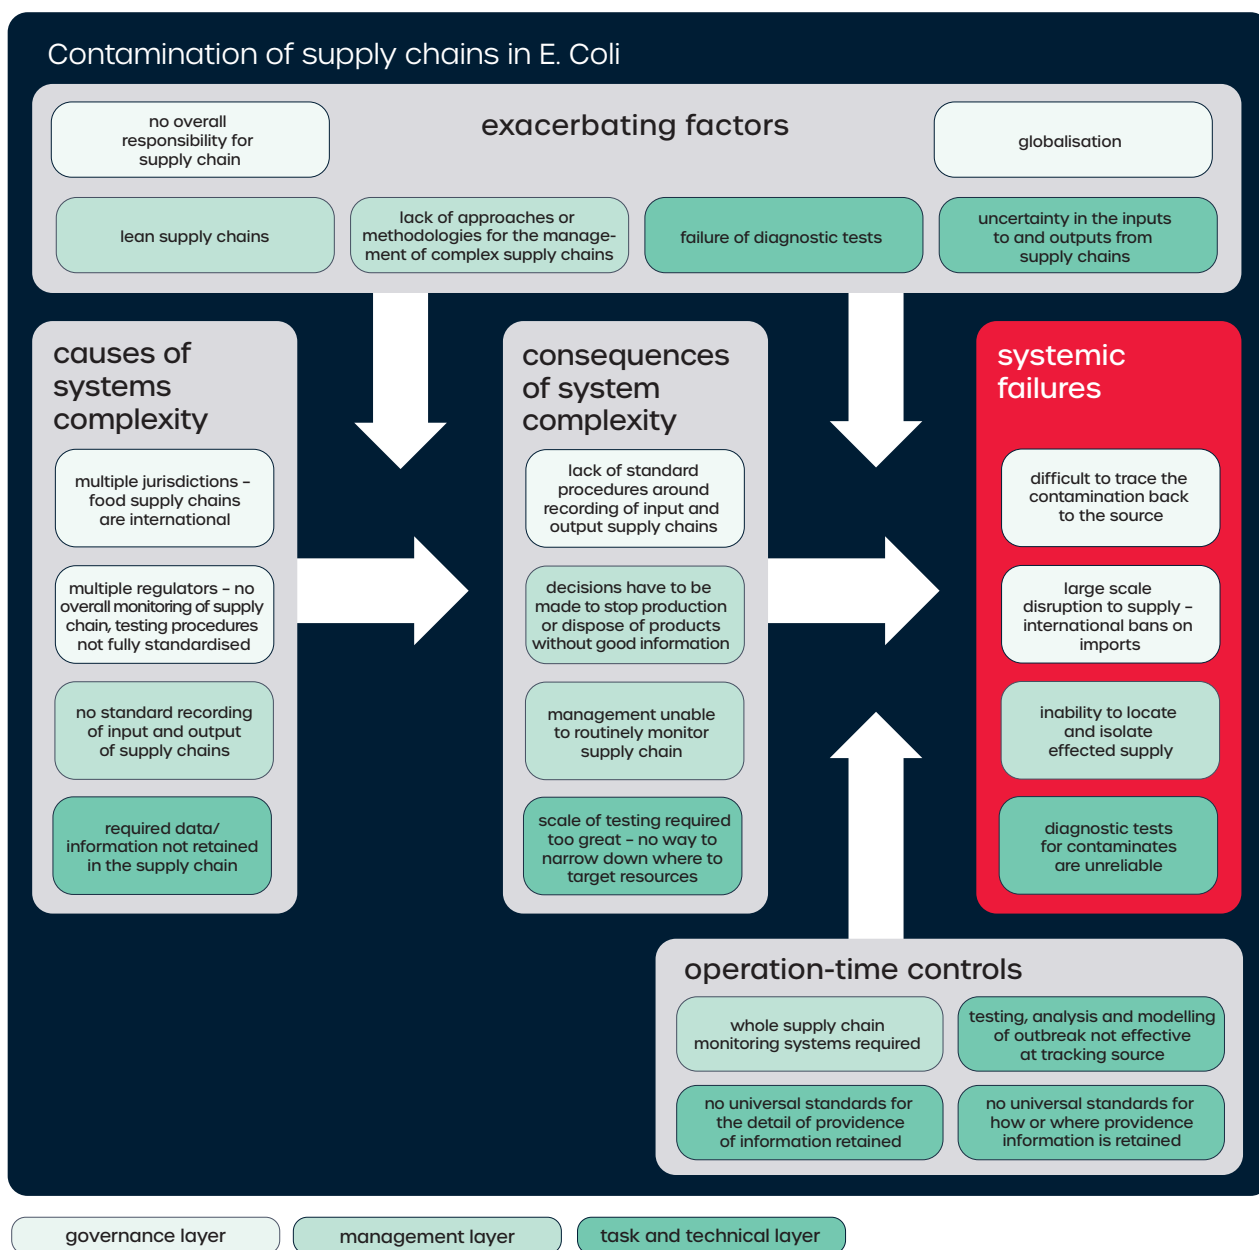 Contamination of supply chains in E. Coli
exacerbating factors
no overall
responsibility for
supply chain
globalisation
lean supply chains
lack of approaches or
methodologies for the manage-
ment of complex supply chains
failure of diagnostic tests
uncertainty in the inputs
to and outputs from
supply chains
causes of
systems
complexity
multiple jurisdictions –
food supply chains
are international
multiple regulators – no
overall monitoring of supply
chain, testing procedures
not fully standardised
no standard recording
of input and output
of supply chains
required data/
information not retained
in the supply chain
consequences
of system
complexity
lack of standard
procedures around
recording of input and
output supply chains
decisions have to be
made to stop production
or dispose of products
without good information
management unable
to routinely monitor
supply chain
scale of testing required
too great – no way to
narrow down where to
target resources
systemic
failures
difficult to trace the
contamination back
to the source
large scale
disruption to supply –
international bans on
imports
inability to locate
and isolate
effected supply
diagnostic tests
for contaminates
are unreliable
operation-time controls
whole supply chain
monitoring systems required
testing, analysis and modelling
of outbreak not effective
at tracking source
no universal standards for
the detail of providence
of information retained
no universal standards for
how or where providence
information is retained
governance layer
management layer
task and technical layer